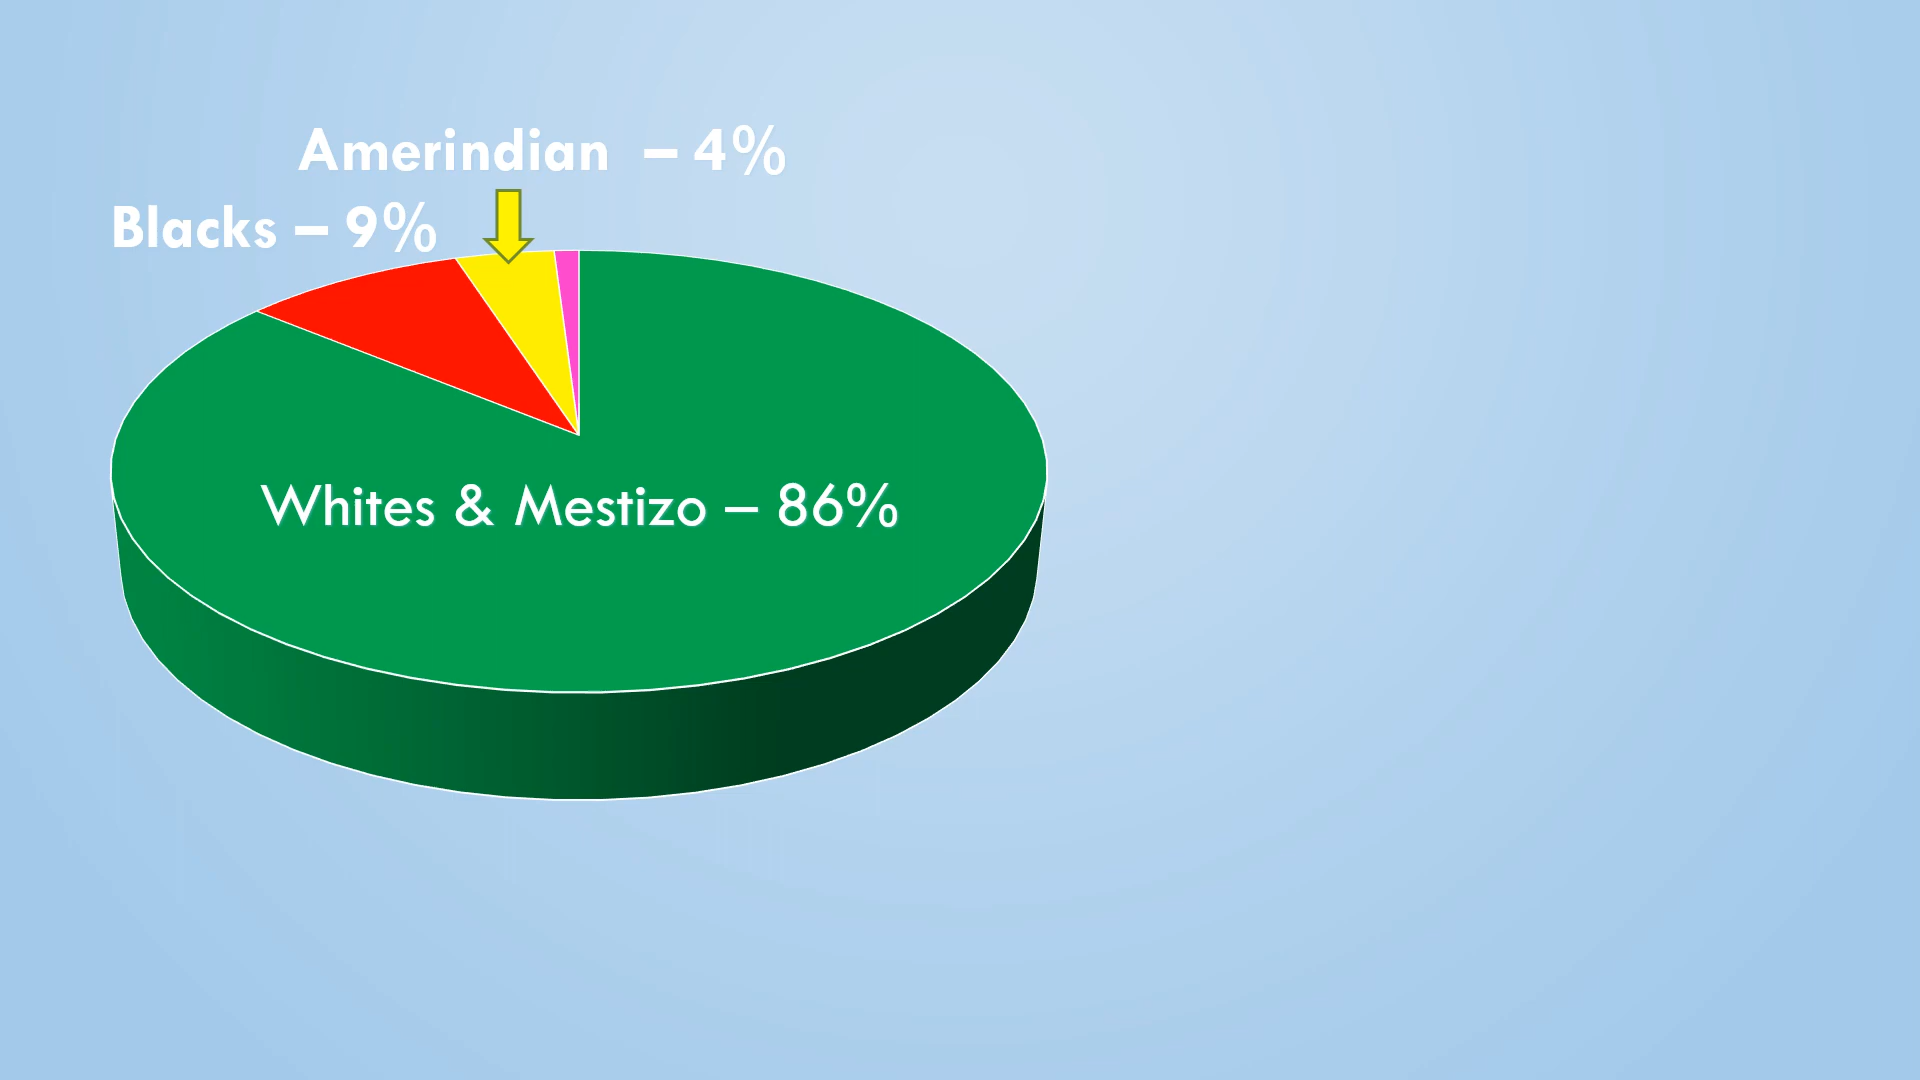 Amerindian – 4%
Blacks – 9%
Whites & Mestizo – 86%